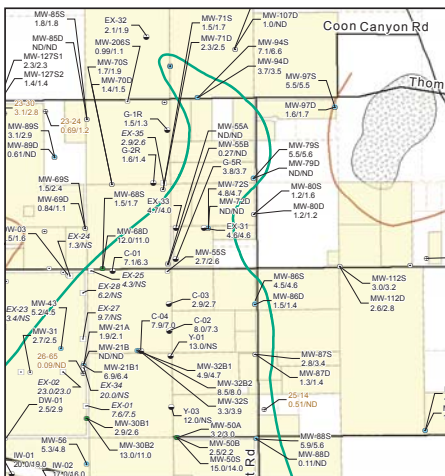 MW-85S
1.8/1.8
MW-85D
ND/ND
MW-127S1
2.3/2.3
MW-127S2
1.4/1.4
EX-32
2.1/1.9
MW-206S
0.99/1.1
MW-70S
1.7/1.9
MW-70D
1.4/1.5
MW-71S
1.5/1.7
MW-71D
2.3/2.5
MW-107D
1.0/ND
MW-94S
7.1/6.6
MW-94D
3.7/3.5
Coon Canyon Rd
Thom
MW-97S
5.5/5.5
MW-97D
1.6/1.7
23-30
3.1/2.8
23-24
0.69/1.2
MW-89S
3.1/2.9
MW-89D
0.61/ND
G-1R
1.5/1.3
EX-35
2.9/2.6
G-2R
1.6/1.4
MW-55A
ND/ND
MW-55B
0.27/ND
G-5R
3.8/3.7
MW-79S
5.5/5.6
MW-79D
ND/ND
MW-80S
1.2/1.6
MW-80D
1.2/1.2
MW-69S
1.5/2.4
MW-69D
0.84/1.1
MW-68S
1.5/1.7
EX-33
4.7/4.0
MW-72S
4.8/4.7
MW-72D
ND/ND
EX-31
4.6/4.6
OW-03
1.5/1.6
EX-24
1.3/NS
MW-68D
12.0/11.0
C-01
7.1/6.3
EX-25
4.3/NS
MW-55S
2.7/2.6
MW-86S
4.5/4.6
MW-86D
1.5/1.4
MW-112S
3.0/3.2
MW-112D
2.6/2.8
EX-28
6.2/NS
EX-23
3.4/NS
MW-43
5.2/4.5
EX-27
9.7/NS
C-03
2.9/2.7
C-04
7.9/7.0
C-02
8.0/7.3
MW-31
2.7/2.5
MW-21A
1.9/2.1
MW-21B
ND/ND
Y-01
13.0/NS
26-65
0.09/ND
MW-21B1
6.9/6.4
MW-32B1
4.9/4.7
MW-32B2
8.5/8.0
MW-32S
3.3/3.9
MW-87S
2.8/3.4
MW-87D
1.3/1.4
EX-02
23.0/23.0
EX-34
20.0/NS
DW-01
2.5/2.9
EX-01
7.6/7.5
25/14
0.51/ND
Y-03
12.0/NS
MW-30B1
2.9/2.6
MW-30B2
13.0/11.0
MW-50A
3.2/3.0
MW-50B
2.5/2.2
MW-50S
15.0/14.0
MW-88S
5.9/5.6
MW-88D
0.11/ND
MW-56
5.3/4.8
IW-01
20.0/19.0
IW-02
t Rd